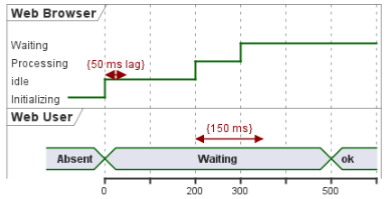 Web Browser
Waiting
Processing
{50 ms lag}
idle
Initializing
Web User
{150 ms}
Absent Waiting ok
0 200 300 500